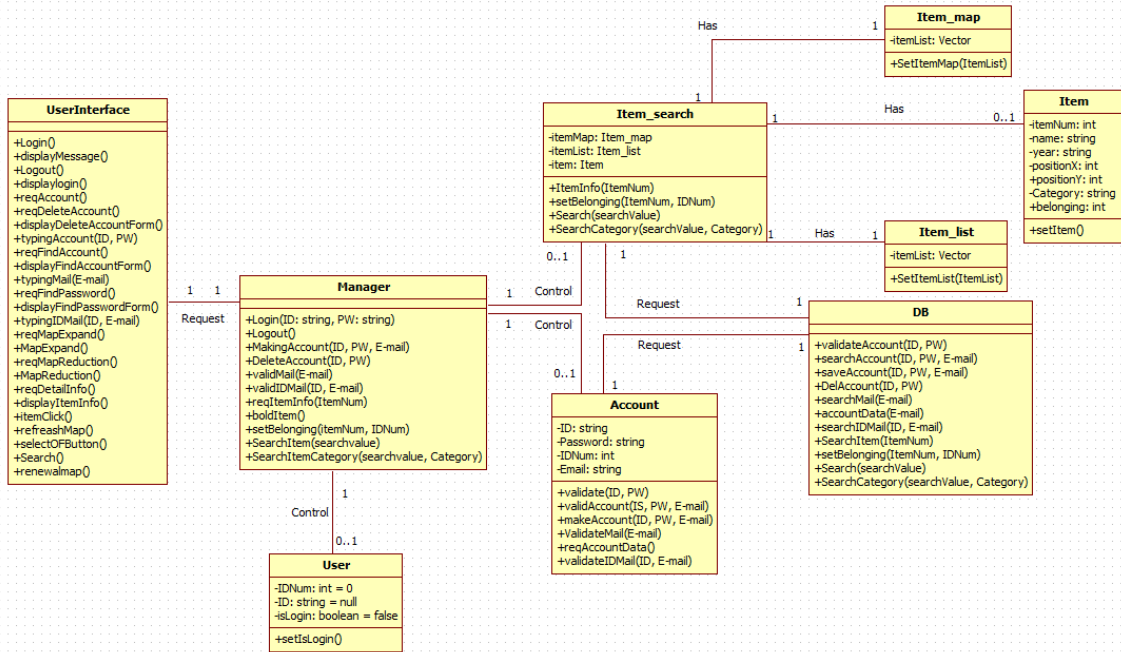 Item_map
-itemList: Vector
+SetItemMap(ItemList)
Has
1
1
UserInterface
+Login()
+displayMessage()
+Logout()
+displaylogin()
+reqAccount()
+reqDeleteAccount()
+displayDeleteAccountForm()
+typingAccount(ID, PW)
+reqFindAccount()
+displayFindAccountForm()
+typingMail(E-mail)
+reqFindPassword()
+displayFindPasswordForm()
+typingIDMail(ID, E-mail)
+reqMapExpand()
+MapExpand()
+reqMapReduction()
+MapReduction()
+reqDetailInfo()
+displayItemInfo()
+itemClick()
+refreashMap()
+selectOFButton()
+Search()
+renewalmap()
Item_search
-itemMap: Item_map
-itemList: Item_list
-item: Item
+ItemInfo(ItemNum)
+setBelonging(ItemNum, IDNum)
+Search(searchValue)
+SearchCategory(searchValue, Category)
1
Has
0..1
Item
-itemNum: int
-name: string
-year: string
-positionX: int
+positionY: int
-Category: string
+belonging: int
+setItem()
1
Has
1
Item_list
-itemList: Vector
+SetItemList(ItemList)
1
1
Request
Manager
+Login(ID: string, PW: string)
+Logout()
+MakingAccount(ID, PW, E-mail)
+DeleteAccount(ID, PW)
+validMail(E-mail)
+validIDMail(ID, E-mail)
+reqItemInfo(ItemNum)
+boldItem()
+setBelonging(itemNum, IDNum)
+SearchItem(searchvalue)
+SearchItemCategory(searchvalue, Category)
0..1
1
Control
1
Control
0..1
1
Request
1
Request
1
1
DB
+validateAccount(ID, PW)
+searchAccount(ID, PW, E-mail)
+saveAccount(ID, PW, E-mail)
+DelAccount(ID, PW)
+searchMail(E-mail)
+accountData(E-mail)
+searchIDMail(ID, E-mail)
+SearchItem(ItemNum)
+setBelonging(ItemNum, IDNum)
+Search(searchValue)
+SearchCategory(searchValue, Category)
Account
-ID: string
-Password: string
-IDNum: int
-Email: string
+validate(ID, PW)
+validAccount(IS, PW, E-mail)
+makeAccount(ID, PW, E-mail)
+ValidateMail(E-mail)
+reqAccountData()
+validateIDMail(ID, E-mail)
1
Control
0..1
User
-IDNum: int = 0
-ID: string = null
-isLogin: boolean = false
+setIsLogin()